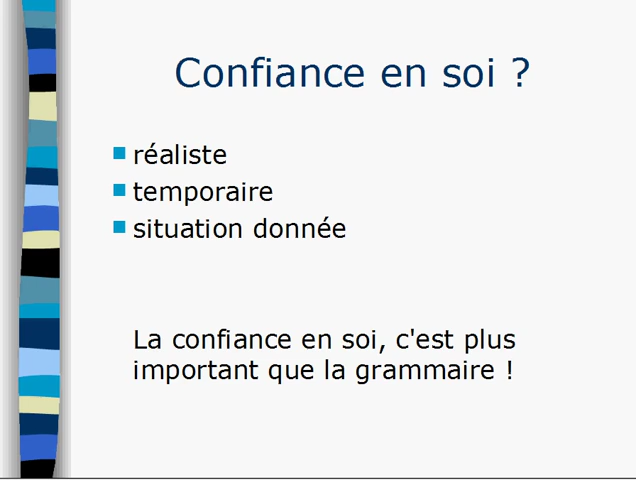 Confiance en soi ?
réaliste
temporaire
situation donnée
La confiance en soi, c'est plus
important que la grammaire !